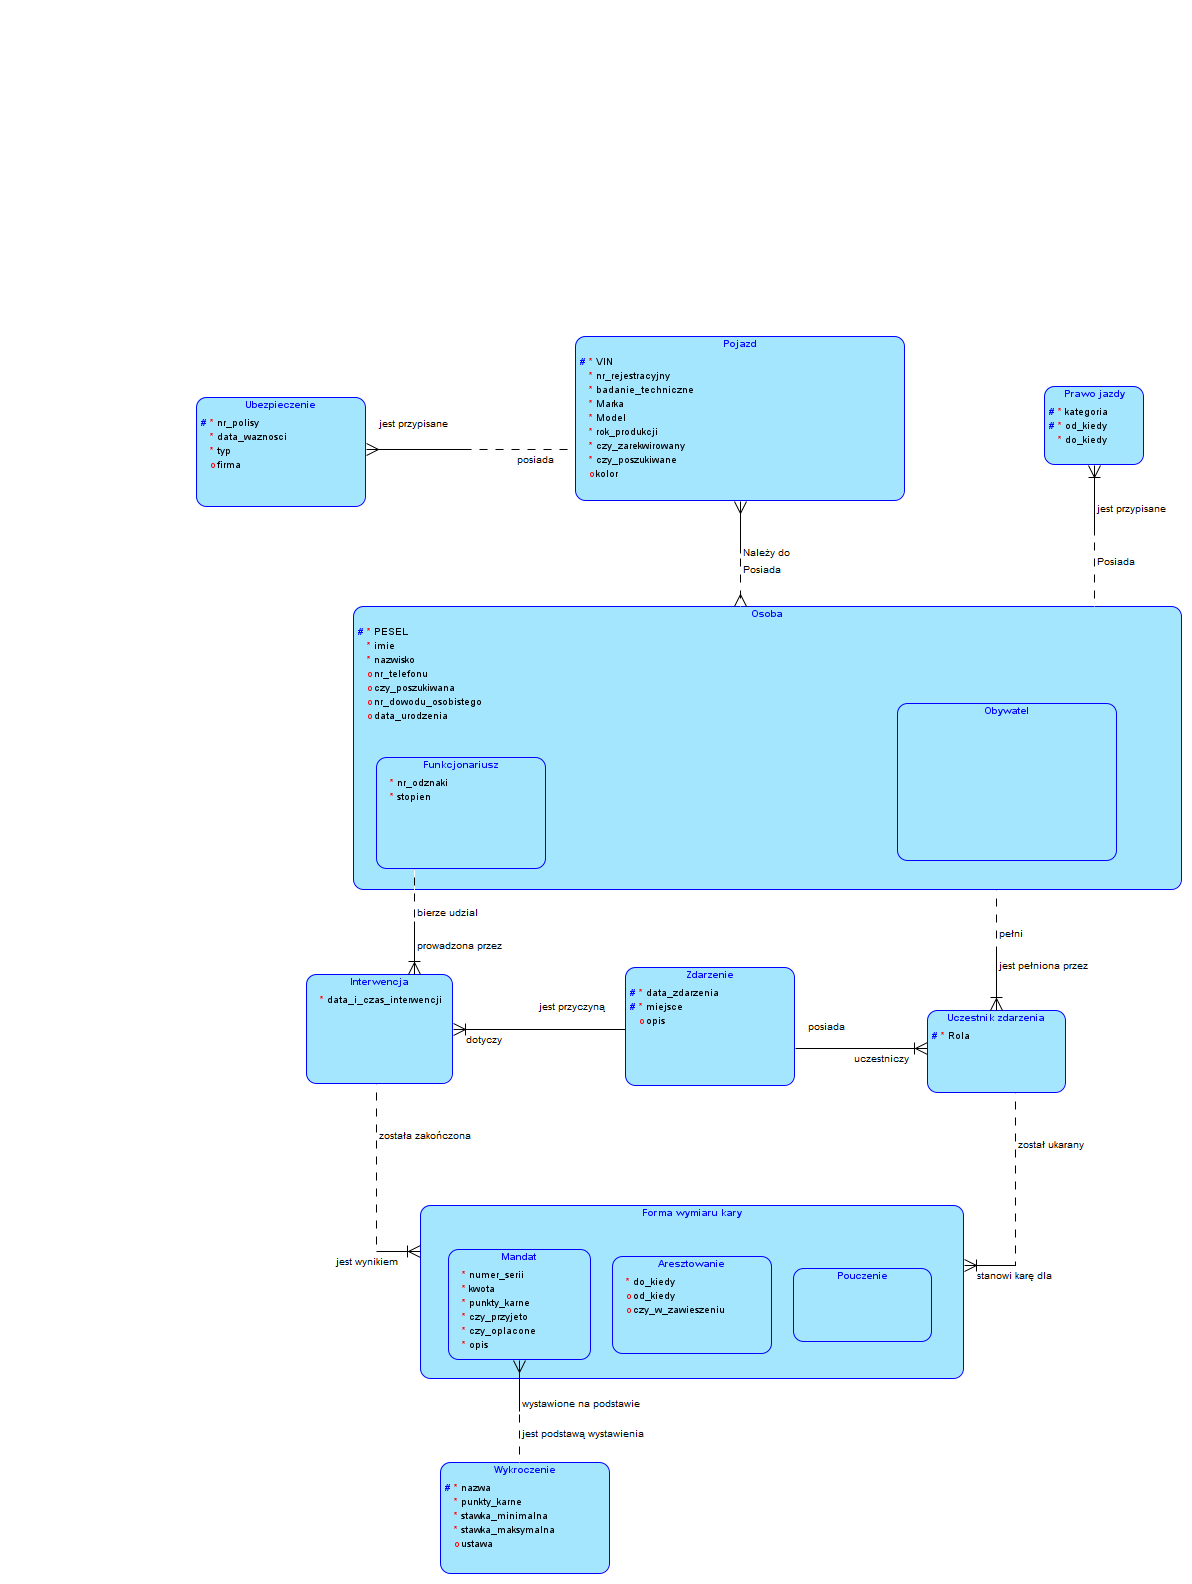 Pojazd
# * VIN
* nr_rejestracyjny
* badanie_techniczne
* Marka
* Model
* rok_produkcji
* czy_zarekwirowany
* czy_poszukiwane
o kolor
Ubezpieczenie
# * nr_polisy
* data_waznosci
* typ
o firma
jest przypisane
posiada
Prawo jazdy
# * kategoria
# * od_kiedy
* do_kiedy
jest przypisane
Posiada
Należy do
Posiada
Osoba
# * PESEL
* imie
* nazwisko
o nr_telefonu
o czy_poszukiwana
o nr_dowodu_osobistego
o data_urodzenia
Funkcjonariusz
* nr_odznaki
* stopien
Obywatel
bierze udzial
prowadzona przez
pełni
jest pełniona przez
Interwencja
* data_i_czas_interwencji
jest przyczyną
dotyczy
Zdarzenie
# * data_zdarzenia
# * miejsce
o opis
posiada
uczestniczy
Uczestnik zdarzenia
# * Rola
została zakończona
jest wynikiem
został ukarany
stanowi karę dla
Forma wymiaru kary
Mandat
* numer_serii
* kwota
* punkty_karne
* czy_przyjeto
* czy_oplacone
* opis
Aresztowanie
* do_kiedy
o od_kiedy
o czy_w_zawieszeniu
Pouczenie
wystawione na podstawie
jest podstawą wystawienia
Wykroczenie
# * nazwa
* punkty_karne
* stawka_minimalna
* stawka_maksymalna
o ustawa